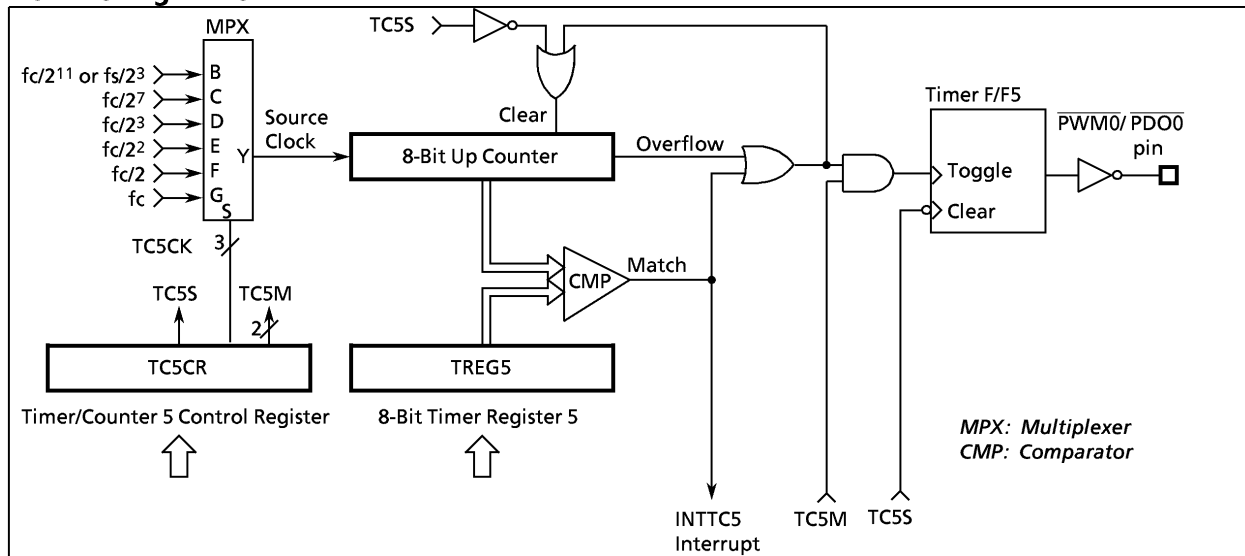 MPX
TC5S
fc/2¹¹ or fs/2³
fc/2⁷
fc/2³
fc/2²
fc/2
fc
B
C
D
E
F
G
S
Y
Source
Clock
Clear
8-Bit Up Counter
Overflow
Timer F/F5
Toggle
Clear
PWM0/ PDO0
pin
TC5CK
3
TC5S
TC5M
2
CMP
Match
TC5CR
TREG5
Timer/Counter 5 Control Register
8-Bit Timer Register 5
MPX: Multiplexer
CMP: Comparator
INTTC5
Interrupt
TC5M
TC5S